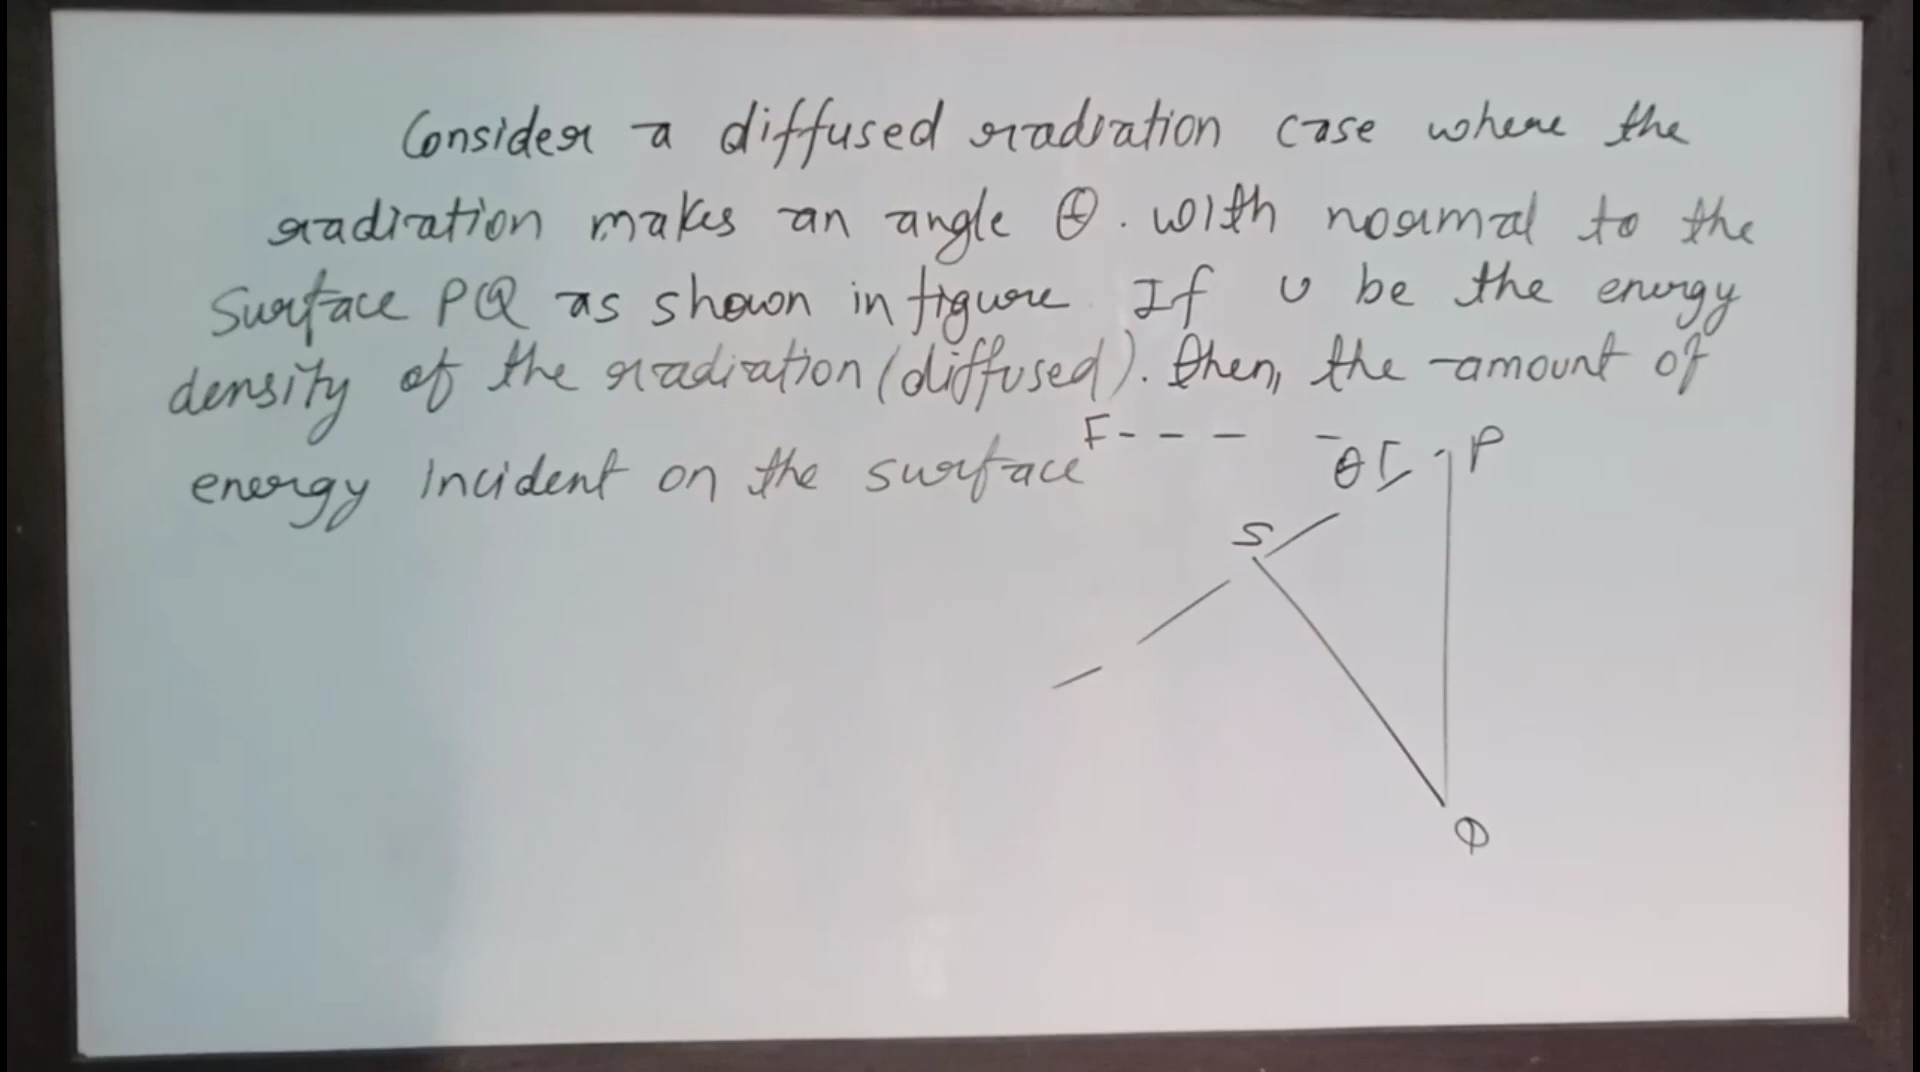 Consider a diffused radiation case where the
radiation makes an angle θ. with normal to the
Surface PQ as shown in figure. If U be the energy
density of the radiation (diffused). then, the amount of
energy incident on the surface
F
θ
P
S
Q